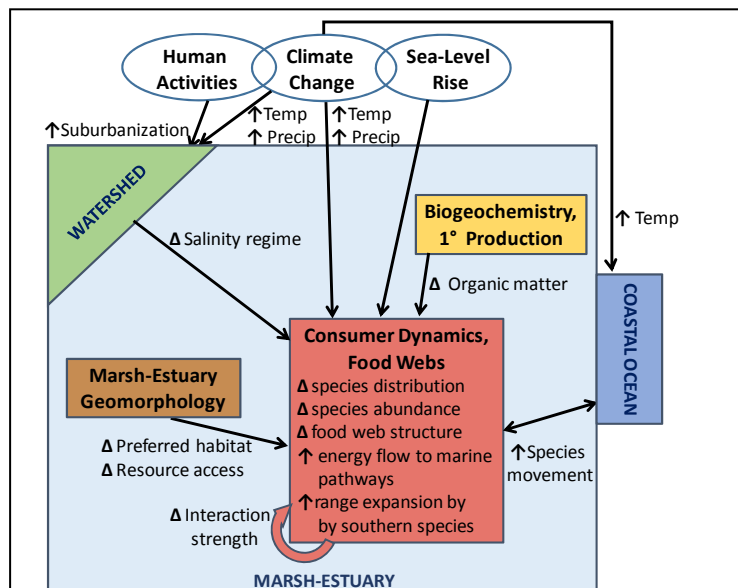 Human
Activities
Climate
Change
Sea-Level
Rise
↑Suburbanization
↑Temp
↑ Precip
↑Temp
↑ Precip
WATERSHED
Δ Salinity regime
Biogeochemistry,
1° Production
↑ Temp
Δ Organic matter
COASTAL OCEAN
Consumer Dynamics,
Food Webs
Δ species distribution
Δ species abundance
Δ food web structure
↑ energy flow to marine
pathways
↑range expansion by
by southern species
Marsh-Estuary
Geomorphology
Δ Preferred habitat
Δ Resource access
↑Species
movement
Δ Interaction
strength
MARSH-ESTUARY